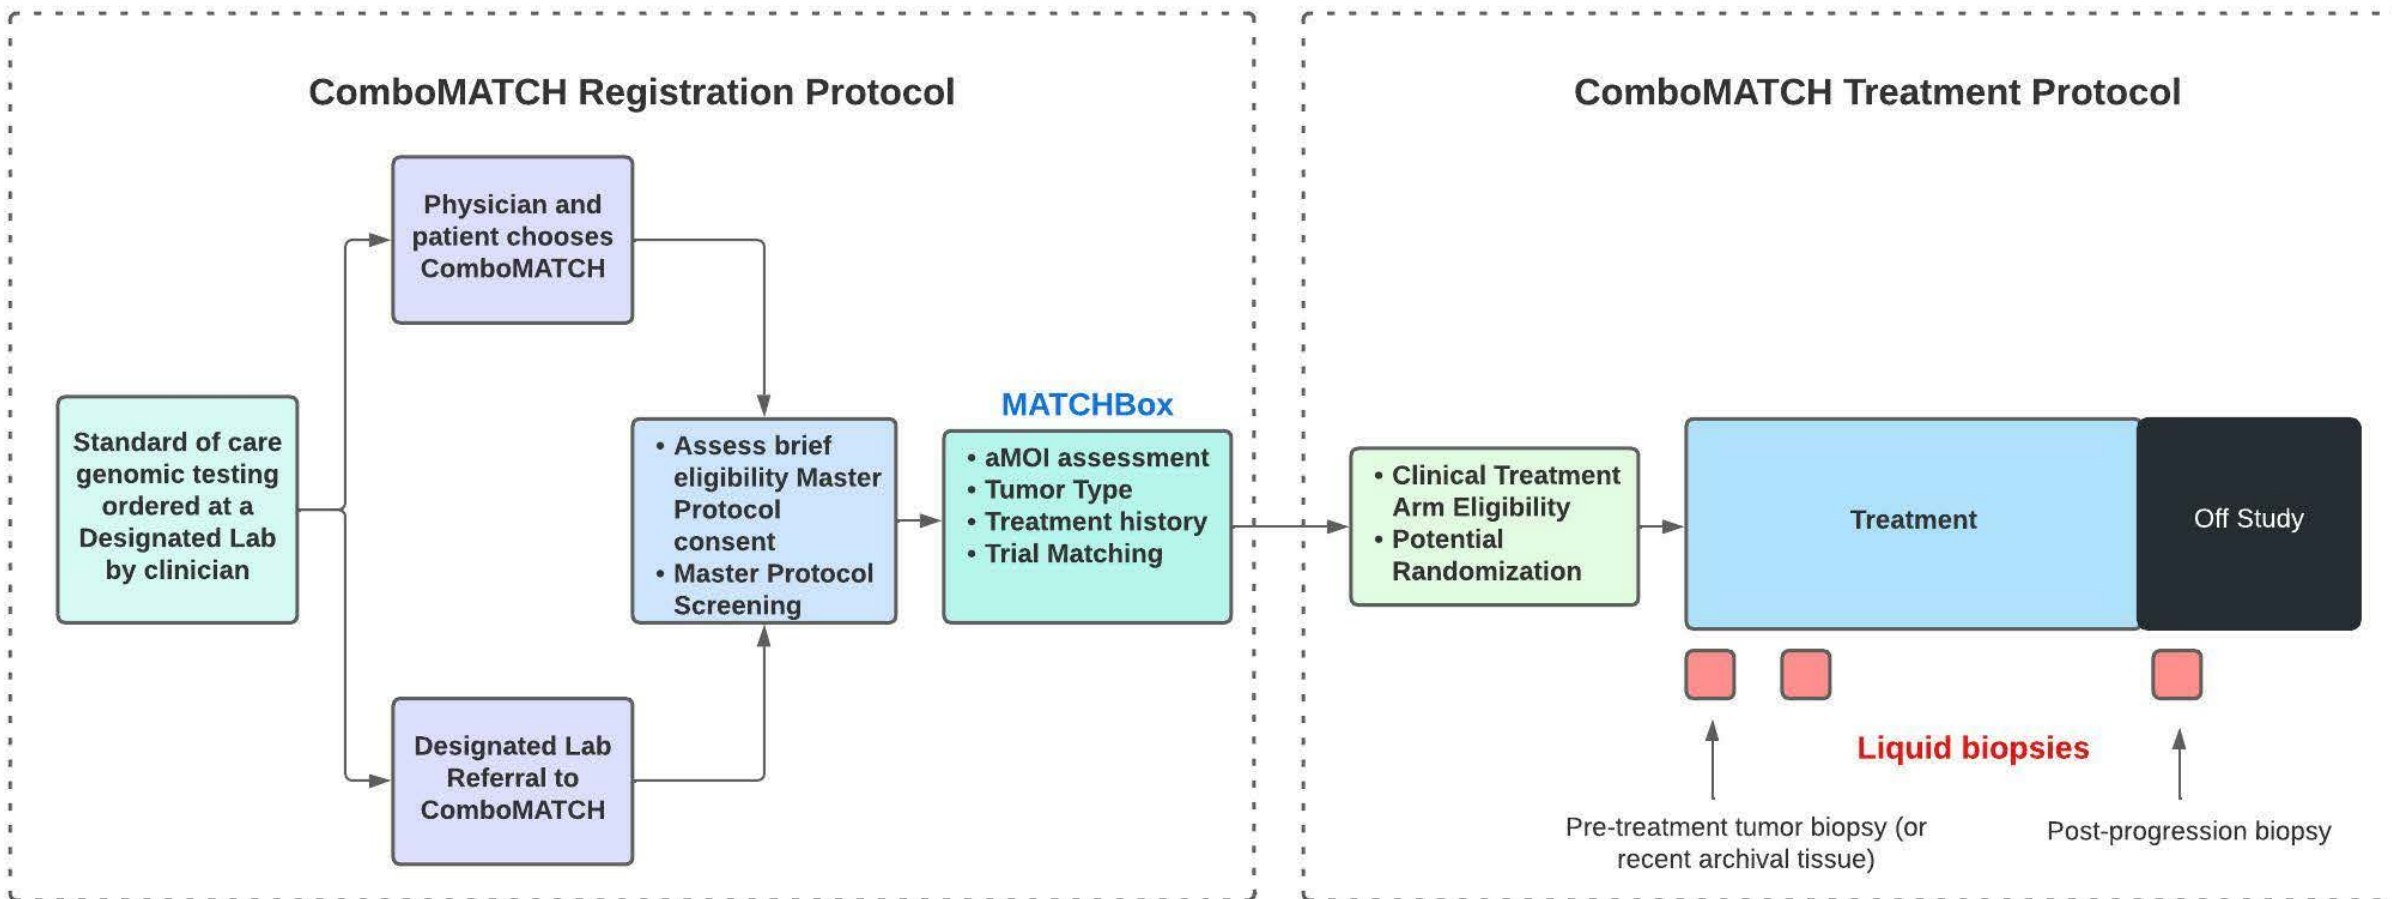 ComboMATCH Registration Protocol
Physician and
patient chooses
ComboMATCH
Standard of care
genomic testing
ordered at a
Designated Lab
by clinician
Designated Lab
Referral to
ComboMATCH
• Assess brief
eligibility Master
Protocol
consent
• Master Protocol
Screening
MATCHBox
• aMOI assessment
• Tumor Type
• Treatment history
• Trial Matching
ComboMATCH Treatment Protocol
• Clinical Treatment
Arm Eligibility
• Potential
Randomization
Treatment
Off Study
Liquid biopsies
Pre-treatment tumor biopsy (or
recent archival tissue)
Post-progression biopsy